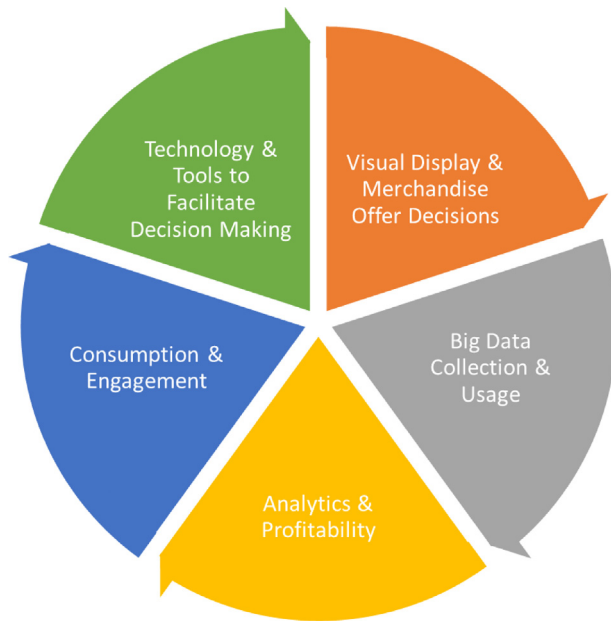 Technology &
Tools to
Facilitate
Decision Making
Visual Display &
Merchandise
Offer Decisions
Big Data
Collection &
Usage
Consumption &
Engagement
Analytics &
Profitability